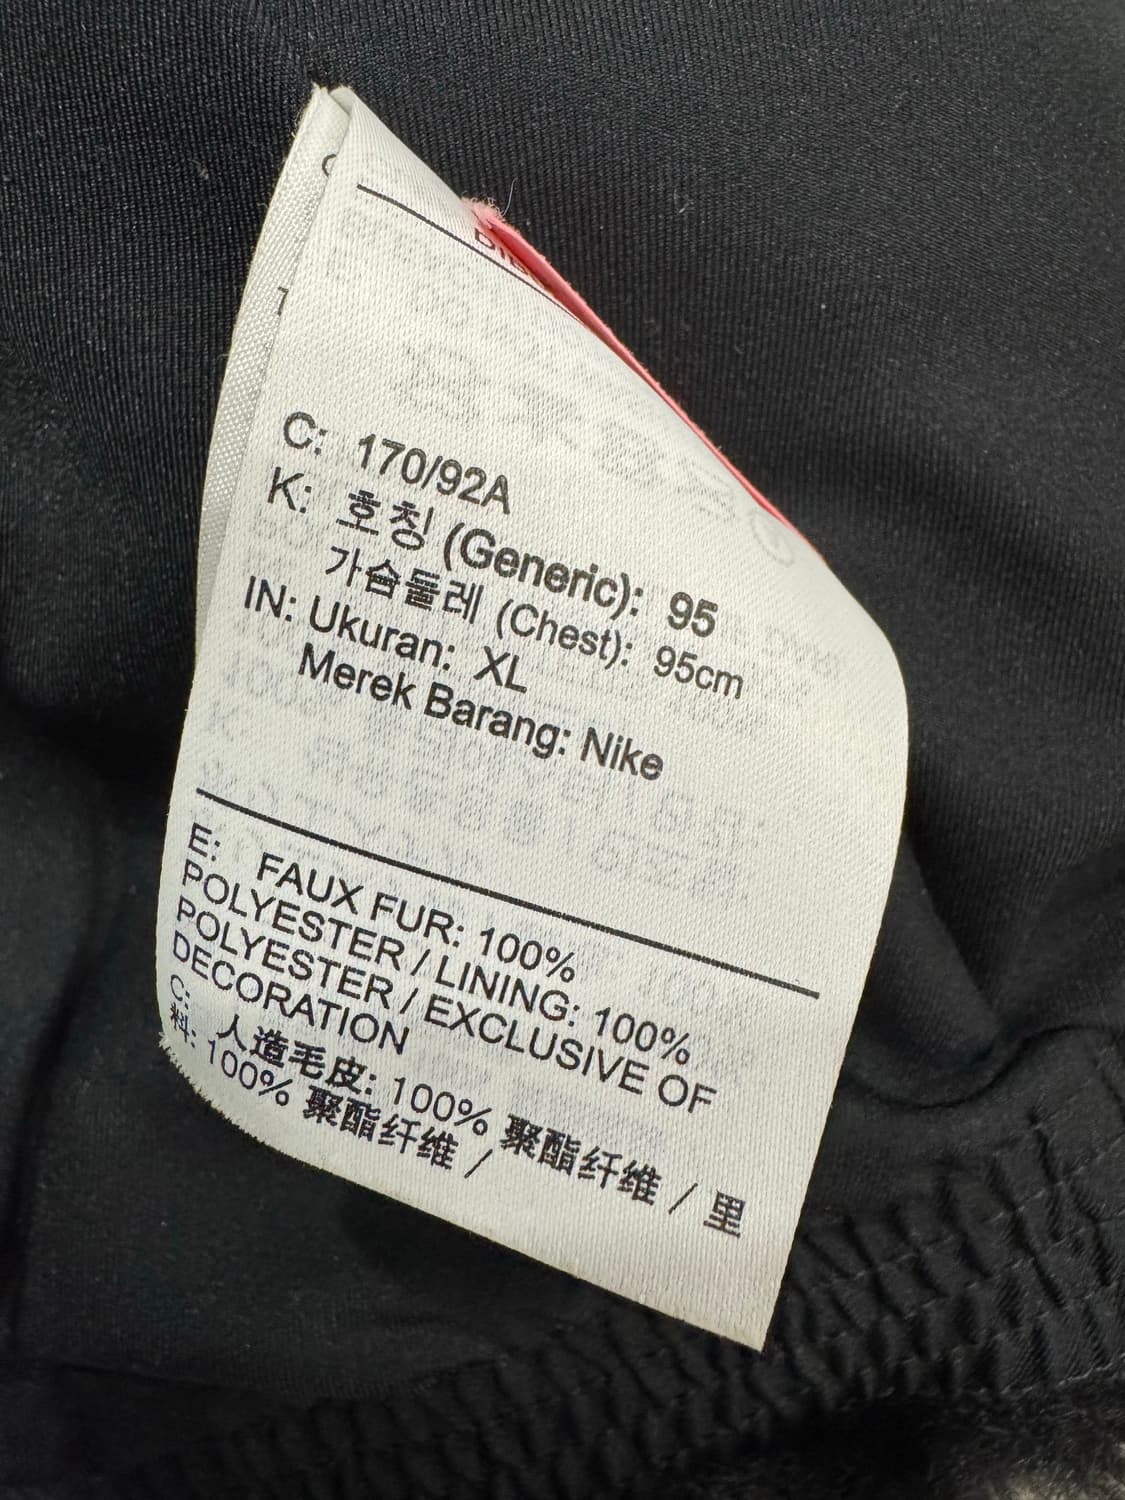 C: 170/92A
K: 호칭 (Generic): 95
가슴둘레 (Chest): 95cm
IN: Ukuran: XL
Merek Barang: Nike
E: FAUX FUR: 100%
POLYESTER / LINING: 100%
POLYESTER / EXCLUSIVE OF
DECORATION
C: 人造毛皮: 100% 聚酯纤维 / 里
料: 100% 聚酯纤维 /